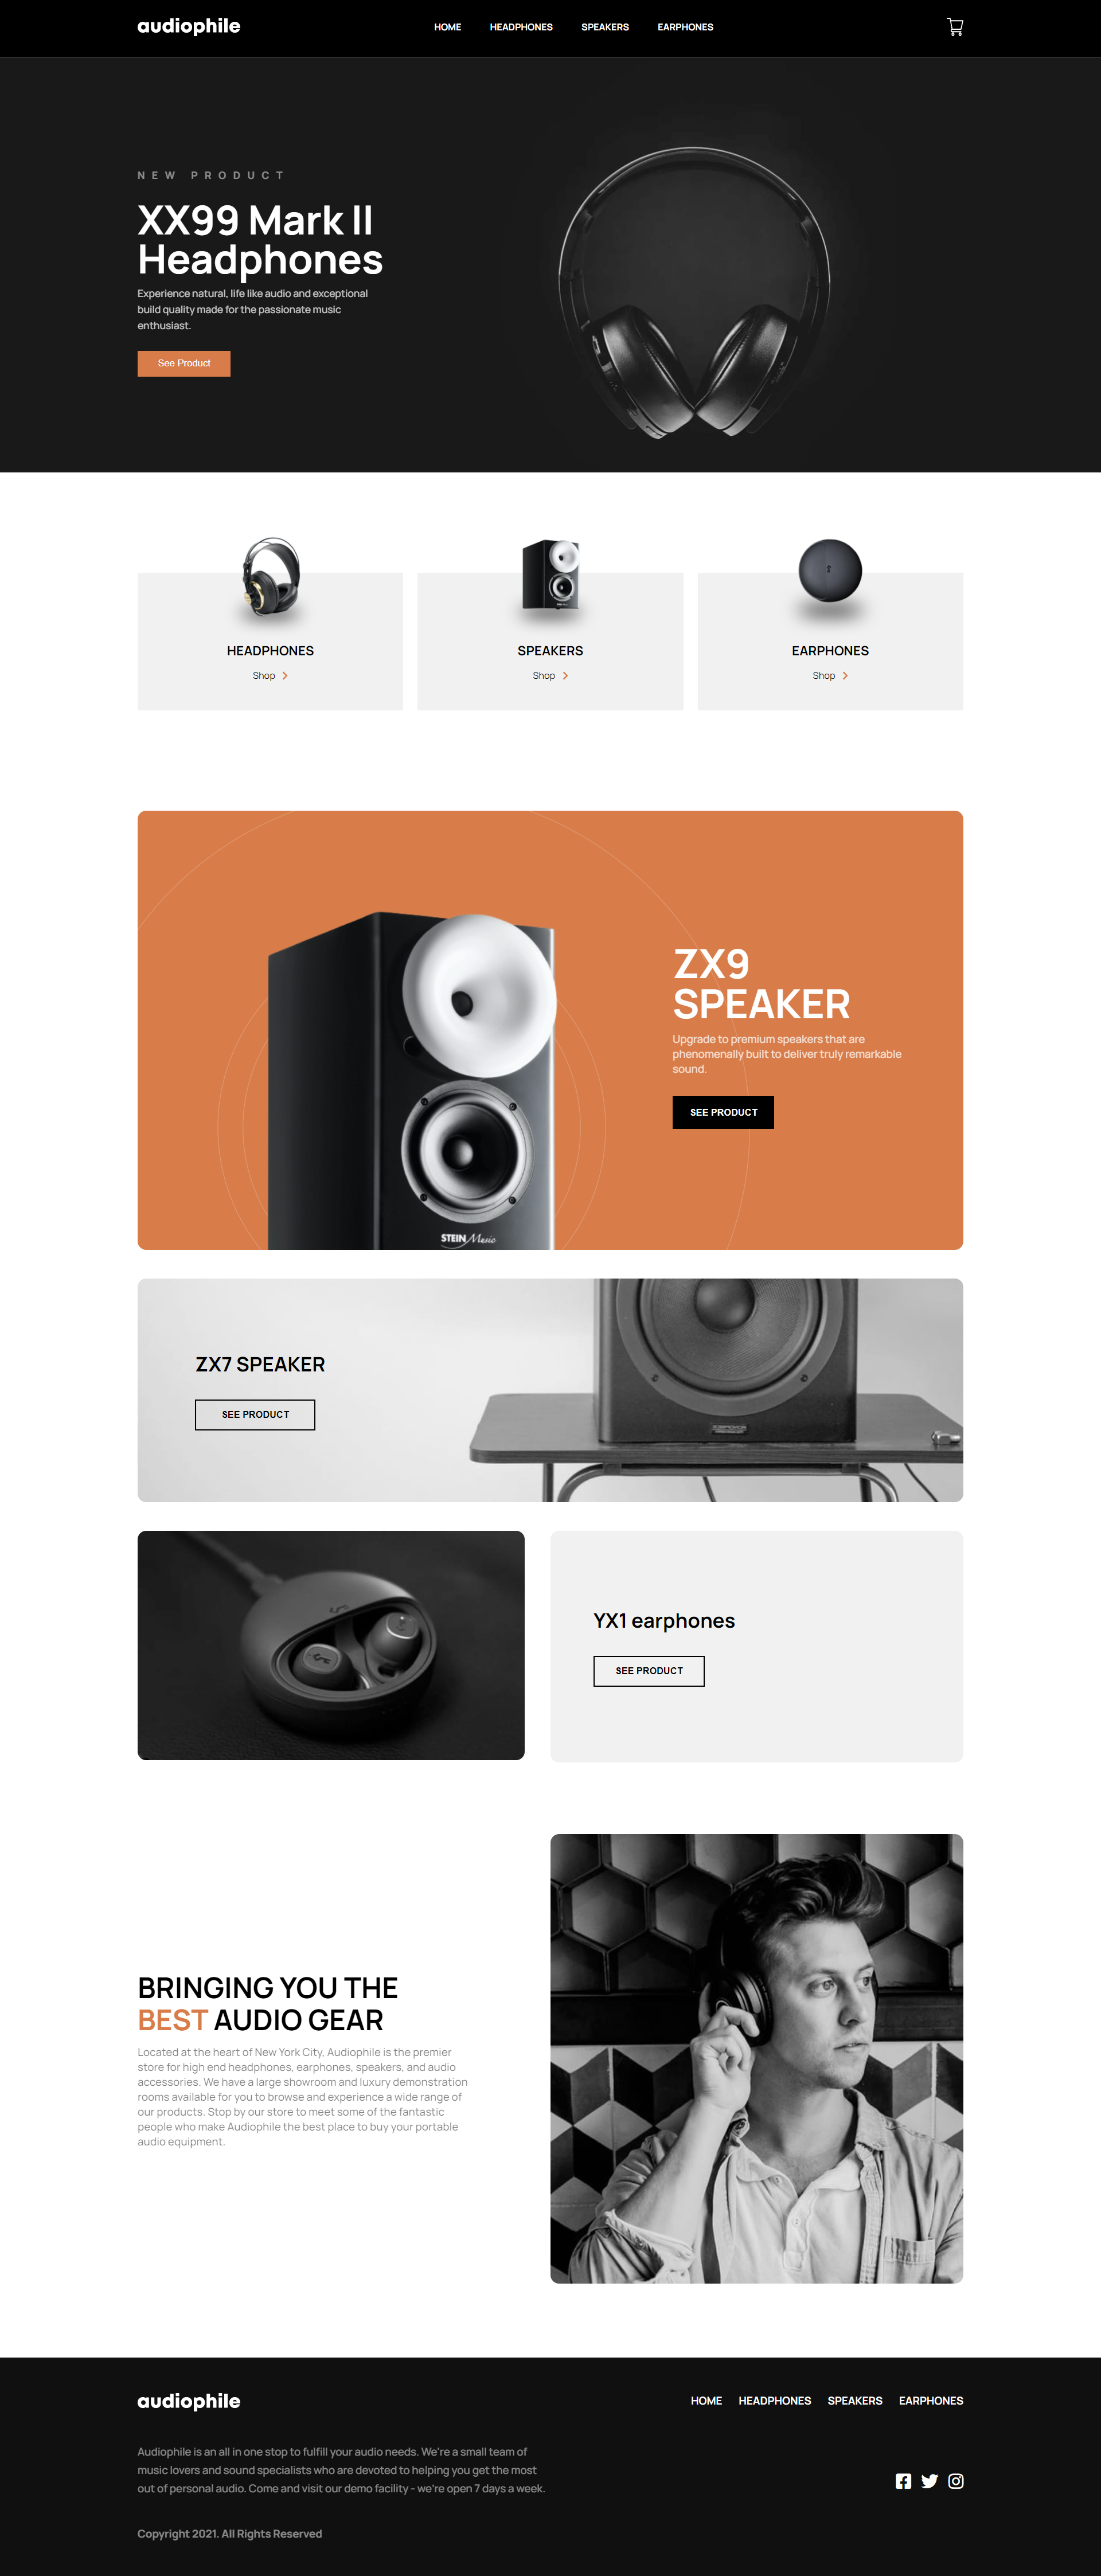 audiophile
HOME HEADPHONES SPEAKERS EARPHONES
NEW PRODUCT
XX99 Mark II
Headphones
Experience natural, life like audio and exceptional
build quality made for the passionate music
enthusiast.
See Product
HEADPHONES
Shop
SPEAKERS
Shop
EARPHONES
Shop
ZX9
SPEAKER
Upgrade to premium speakers that are
phenomenally built to deliver truly remarkable
sound.
SEE PRODUCT
STEIN Music
ZX7 SPEAKER
SEE PRODUCT
YX1 earphones
SEE PRODUCT
BRINGING YOU THE
BEST AUDIO GEAR
Located at the heart of New York City, Audiophile is the premier
store for high end headphones, earphones, speakers, and audio
accessories. We have a large showroom and luxury demonstration
rooms available for you to browse and experience a wide range of
our products. Stop by our store to meet some of the fantastic
people who make Audiophile the best place to buy your portable
audio equipment.
audiophile
HOME HEADPHONES SPEAKERS EARPHONES
Audiophile is an all in one stop to fulfill your audio needs. We're a small team of
music lovers and sound specialists who are devoted to helping you get the most
out of personal audio. Come and visit our demo facility - we're open 7 days a week.
Copyright 2021. All Rights Reserved